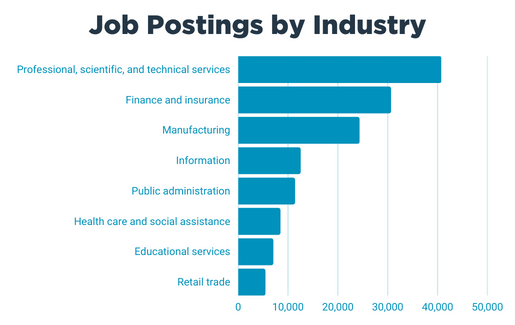 Job Postings by Industry
Professional, scientific, and technical services
Finance and insurance
Manufacturing
Information
Public administration
Health care and social assistance
Educational services
Retail trade
0 10,000 20,000 30,000 40,000 50,000